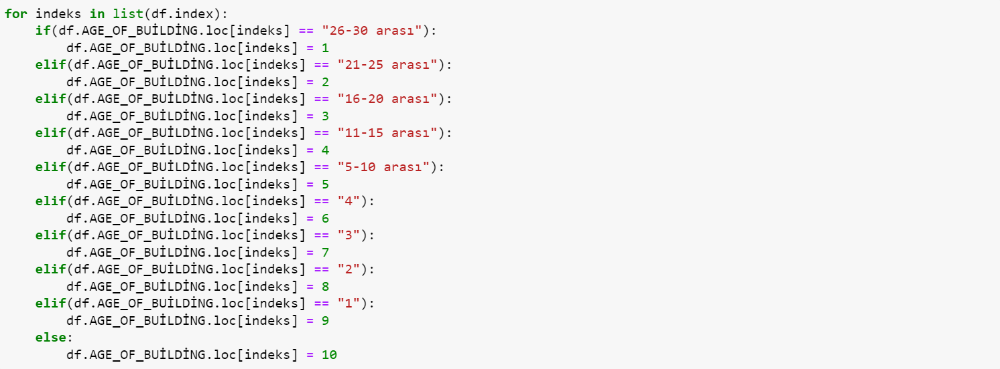 for indeks in list(df.index):
    if(df.AGE_OF_BUİLDİNG.loc[indeks] == "26-30 arası"):
        df.AGE_OF_BUİLDİNG.loc[indeks] = 1
    elif(df.AGE_OF_BUİLDİNG.loc[indeks] == "21-25 arası"):
        df.AGE_OF_BUİLDİNG.loc[indeks] = 2
    elif(df.AGE_OF_BUİLDİNG.loc[indeks] == "16-20 arası"):
        df.AGE_OF_BUİLDİNG.loc[indeks] = 3
    elif(df.AGE_OF_BUİLDİNG.loc[indeks] == "11-15 arası"):
        df.AGE_OF_BUİLDİNG.loc[indeks] = 4
    elif(df.AGE_OF_BUİLDİNG.loc[indeks] == "5-10 arası"):
        df.AGE_OF_BUİLDİNG.loc[indeks] = 5
    elif(df.AGE_OF_BUİLDİNG.loc[indeks] == "4"):
        df.AGE_OF_BUİLDİNG.loc[indeks] = 6
    elif(df.AGE_OF_BUİLDİNG.loc[indeks] == "3"):
        df.AGE_OF_BUİLDİNG.loc[indeks] = 7
    elif(df.AGE_OF_BUİLDİNG.loc[indeks] == "2"):
        df.AGE_OF_BUİLDİNG.loc[indeks] = 8
    elif(df.AGE_OF_BUİLDİNG.loc[indeks] == "1"):
        df.AGE_OF_BUİLDİNG.loc[indeks] = 9
    else:
        df.AGE_OF_BUİLDİNG.loc[indeks] = 10